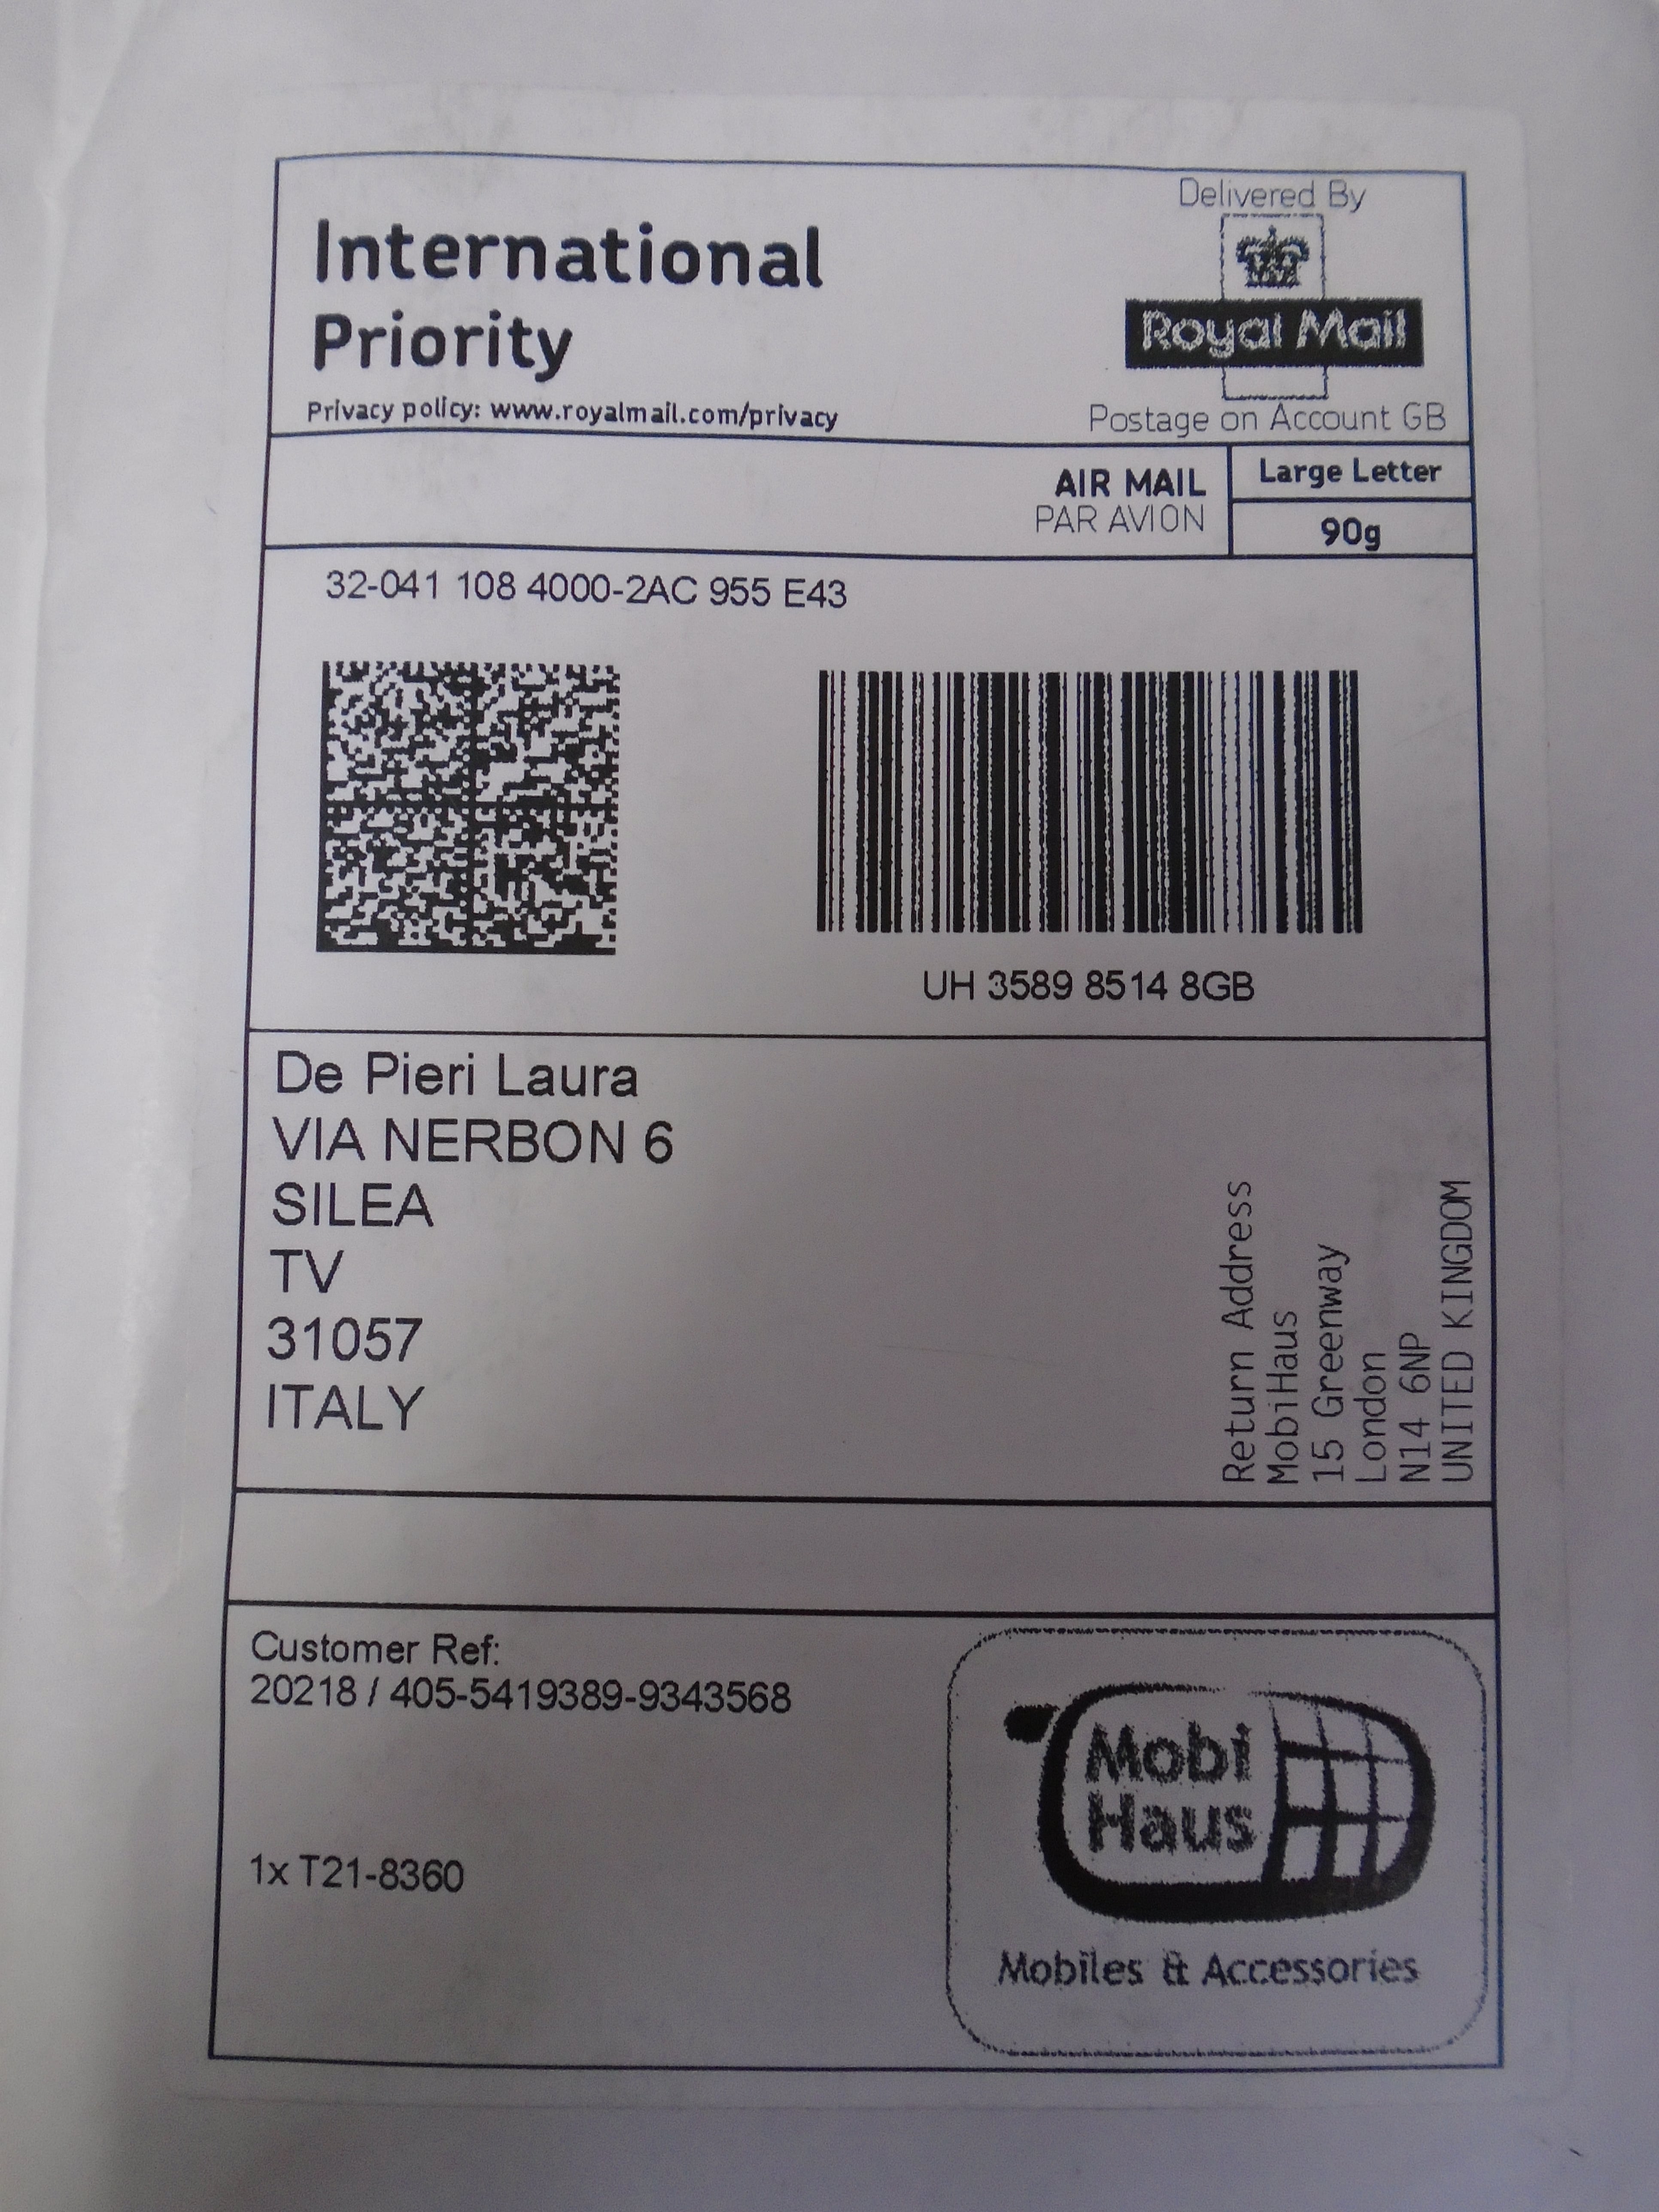 International
Priority
Privacy policy: www.royalmail.com/privacy
Delivered By
Royal Mail
Postage on Account GB
AIR MAIL
PAR AVION
Large Letter
90g
32-041 108 4000-2AC 955 E43
UH 3589 8514 8GB
De Pieri Laura
VIA NERBON 6
SILEA
TV
31057
ITALY
Return Address
MobiHaus
15 Greenway
London
N14 6NP
UNITED KINGDOM
Customer Ref:
20218 / 405-5419389-9343568
1x T21-8360
Mobi
Haus
Mobiles & Accessories